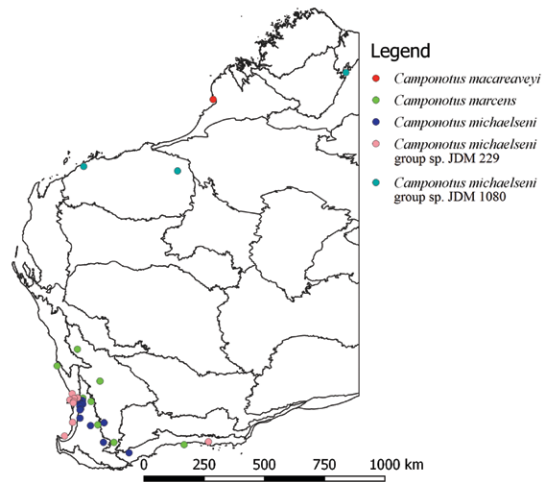 Legend
Camponotus macareaveyi
Camponotus marcens
Camponotus michaelseni
Camponotus michaelseni
group sp. JDM 229
Camponotus michaelseni
group sp. JDM 1080
0 250 500 750 1000 km